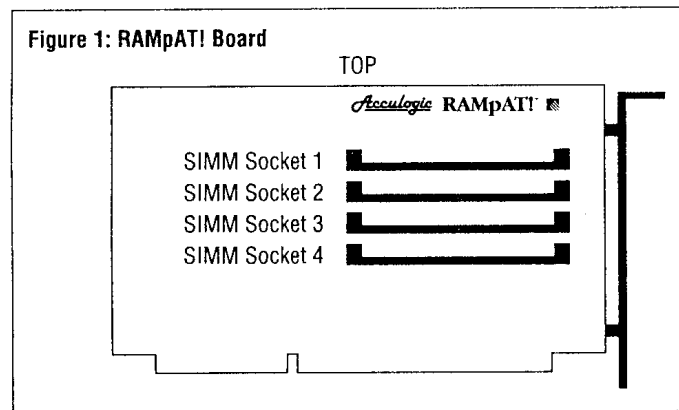 Figure 1: RAMpAT! Board
TOP
Acculogic RAMpAT!
SIMM Socket 1
SIMM Socket 2
SIMM Socket 3
SIMM Socket 4